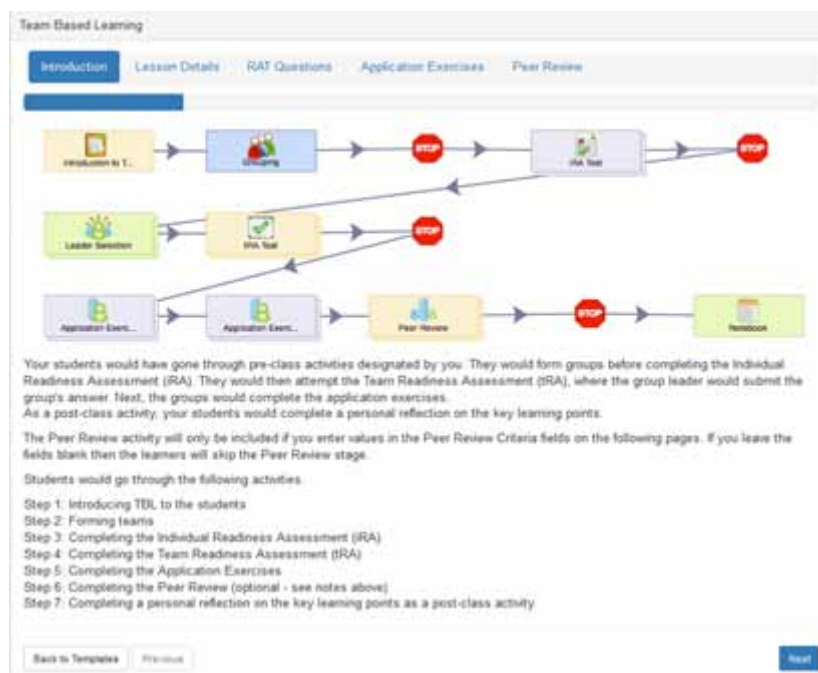 Team Based Learning
Introduction Lesson Details RAT Questions Application Exercises Peer Review
Introduction to T... Grouping STOP IRA Test STOP
Leader Selection tRA Test STOP
Application Exerc... Application Exerc... Peer Review STOP Notebook
Your students would have gone through pre-class activities designated by you. They would form groups before completing the Individual
Readiness Assessment (iRA). They would then attempt the Team Readiness Assessment (tRA), where the group leader would submit the
group's answer. Next, the groups would complete the application exercises.
As a post-class activity, your students would complete a personal reflection on the key learning points.
The Peer Review activity will only be included if you enter values in the Peer Review Criteria fields on the following pages. If you leave the
fields blank then the learners will skip the Peer Review stage.
Students would go through the following activities.
Step 1: Introducing TBL to the students
Step 2: Forming teams
Step 3: Completing the Individual Readiness Assessment (iRA)
Step 4: Completing the Team Readiness Assessment (tRA)
Step 5: Completing the Application Exercises
Step 6: Completing the Peer Review (optional - see notes above)
Step 7: Completing a personal reflection on the key learning points as a post-class activity
Back to Templates Previous Next